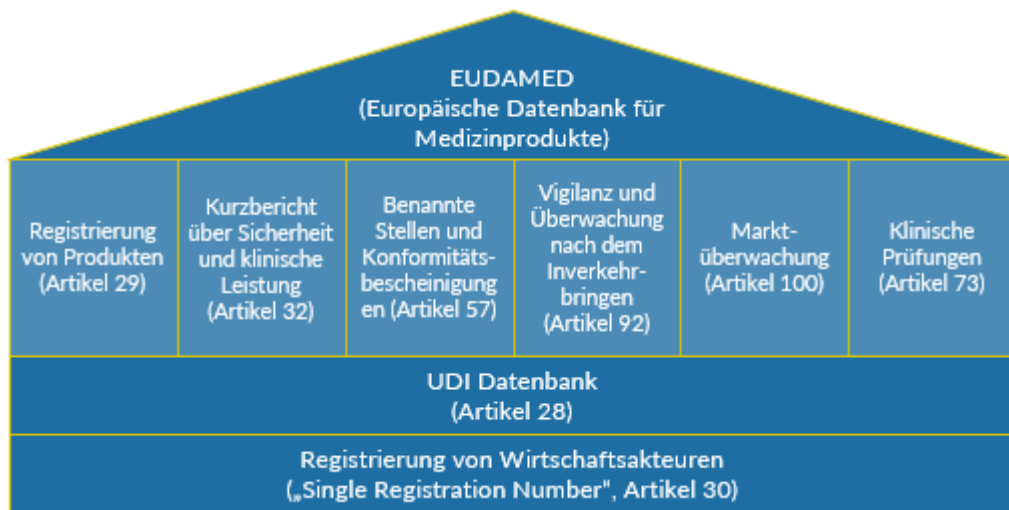 EUDAMED
(Europäische Datenbank für
Medizinprodukte)
Registrierung
von Produkten
(Artikel 29)
Kurzbericht
über Sicherheit
und klinische
Leistung
(Artikel 32)
Benannte
Stellen und
Konformitäts-
bescheinigung
en (Artikel 57)
Vigilanz und
Überwachung
nach dem
Inverkehr-
bringen
(Artikel 92)
Markt-
überwachung
(Artikel 100)
Klinische
Prüfungen
(Artikel 73)
UDI Datenbank
(Artikel 28)
Registrierung von Wirtschaftsakteuren
(„Single Registration Number", Artikel 30)